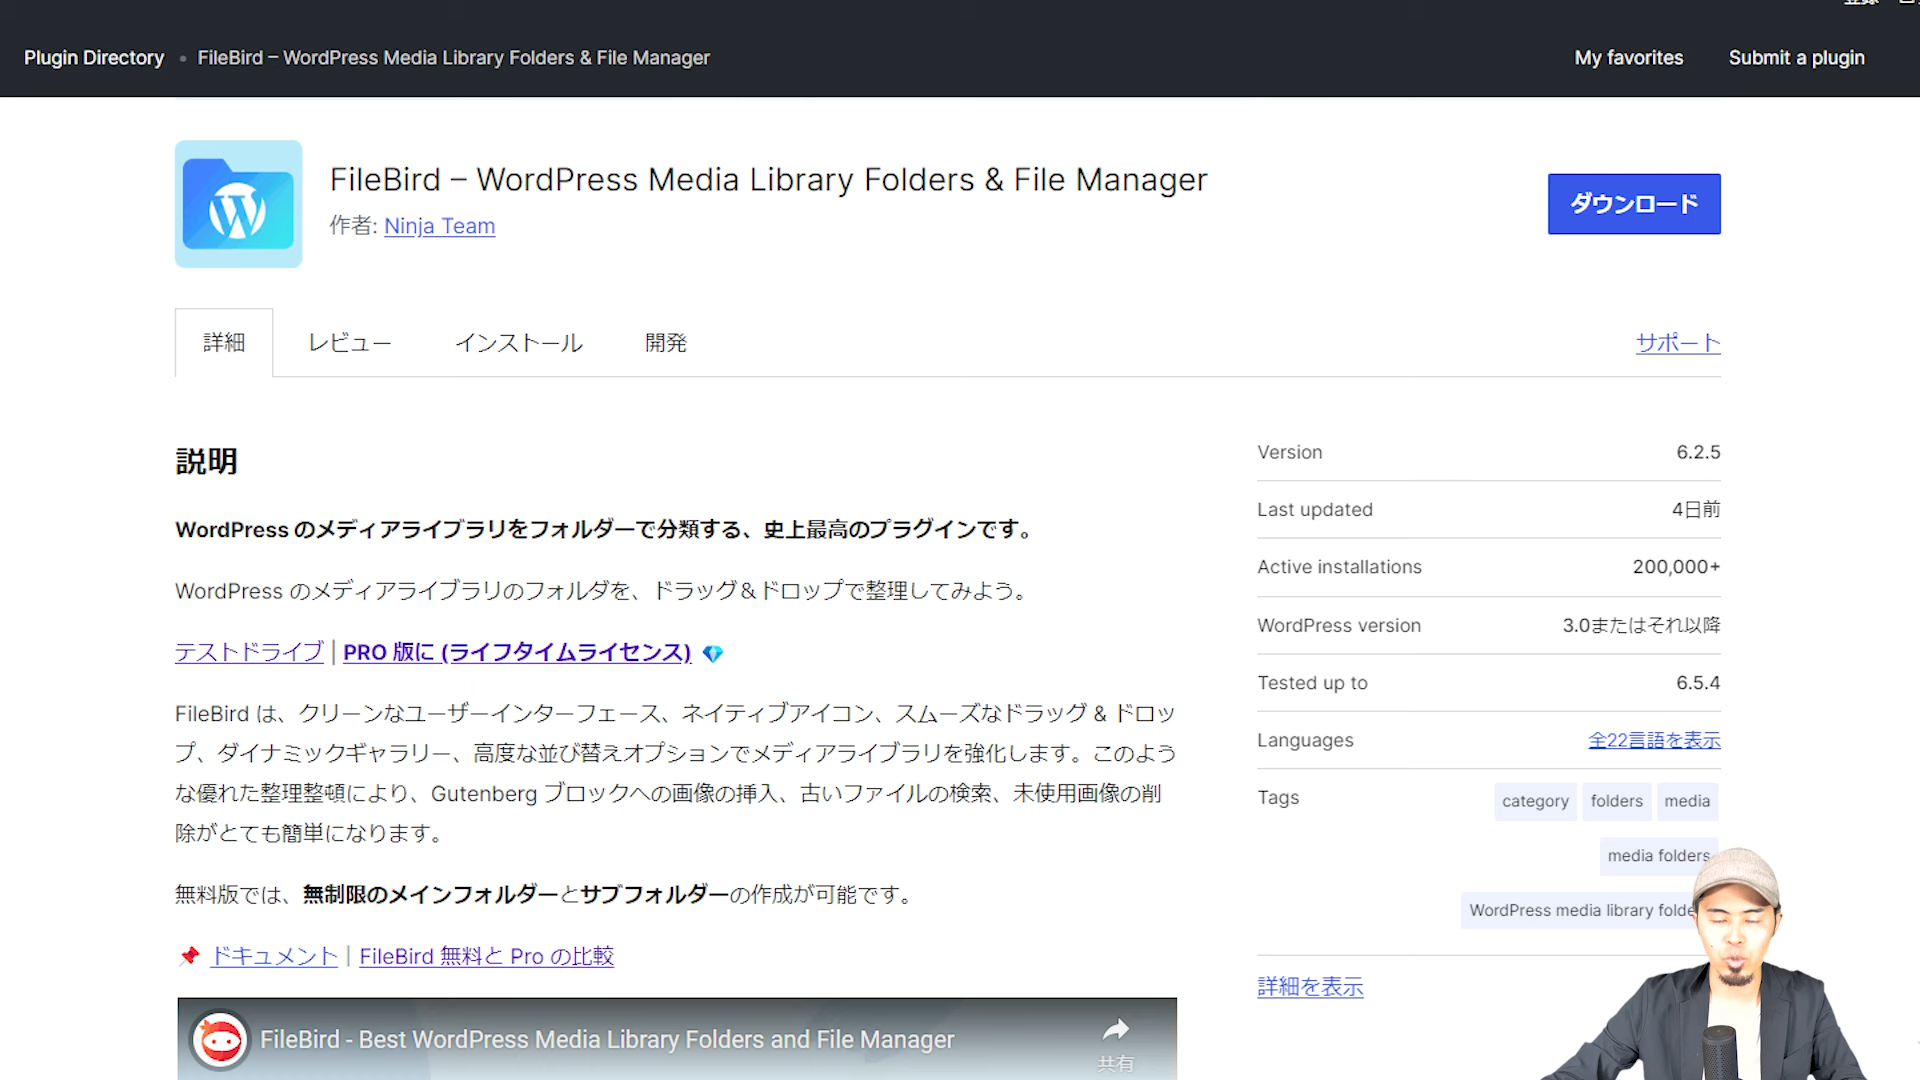 Plugin Directory • FileBird – WordPress Media Library Folders & File Manager
My favorites Submit a plugin
FileBird – WordPress Media Library Folders & File Manager
作者: Ninja Team
ダウンロード
詳細 レビュー インストール 開発
サポート
説明
WordPress のメディアライブラリをフォルダーで分類する、史上最高のプラグインです。
WordPress のメディアライブラリのフォルダを、ドラッグ＆ドロップで整理してみよう。
テストドライブ | PRO 版に (ライフタイムライセンス)
FileBird は、クリーンなユーザーインターフェース、ネイティブアイコン、スムーズなドラッグ & ドロッ
プ、ダイナミックギャラリー、高度な並び替えオプションでメディアライブラリを強化します。このよう
な優れた整理整頓により、Gutenberg ブロックへの画像の挿入、古いファイルの検索、未使用画像の削
除がとても簡単になります。
無料版では、無制限のメインフォルダーとサブフォルダーの作成が可能です。
ドキュメント | FileBird 無料と Pro の比較
FileBird - Best WordPress Media Library Folders and File Manager
共有
Version 6.2.5
Last updated 4日前
Active installations 200,000+
WordPress version 3.0またはそれ以降
Tested up to 6.5.4
Languages 全22言語を表示
Tags category folders media
media folders
WordPress media library
詳細を表示